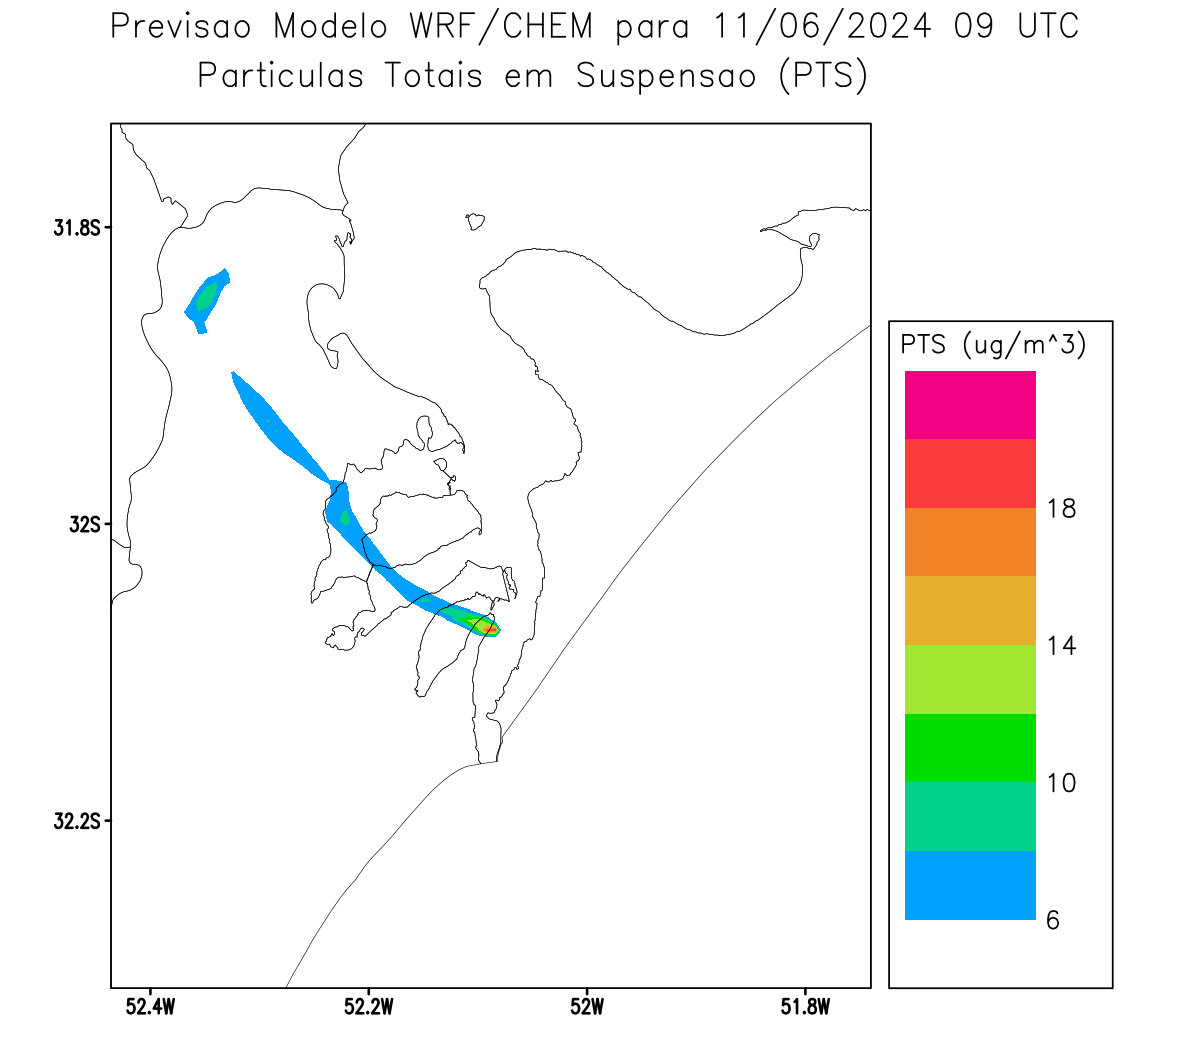 Previsao Modelo WRF/CHEM para 11/06/2024 09 UTC
Particulas Totais em Suspensao (PTS)
31.8S
32S
32.2S
52.4W
52.2W
52W
51.8W
PTS (ug/m^3)
18
14
10
6